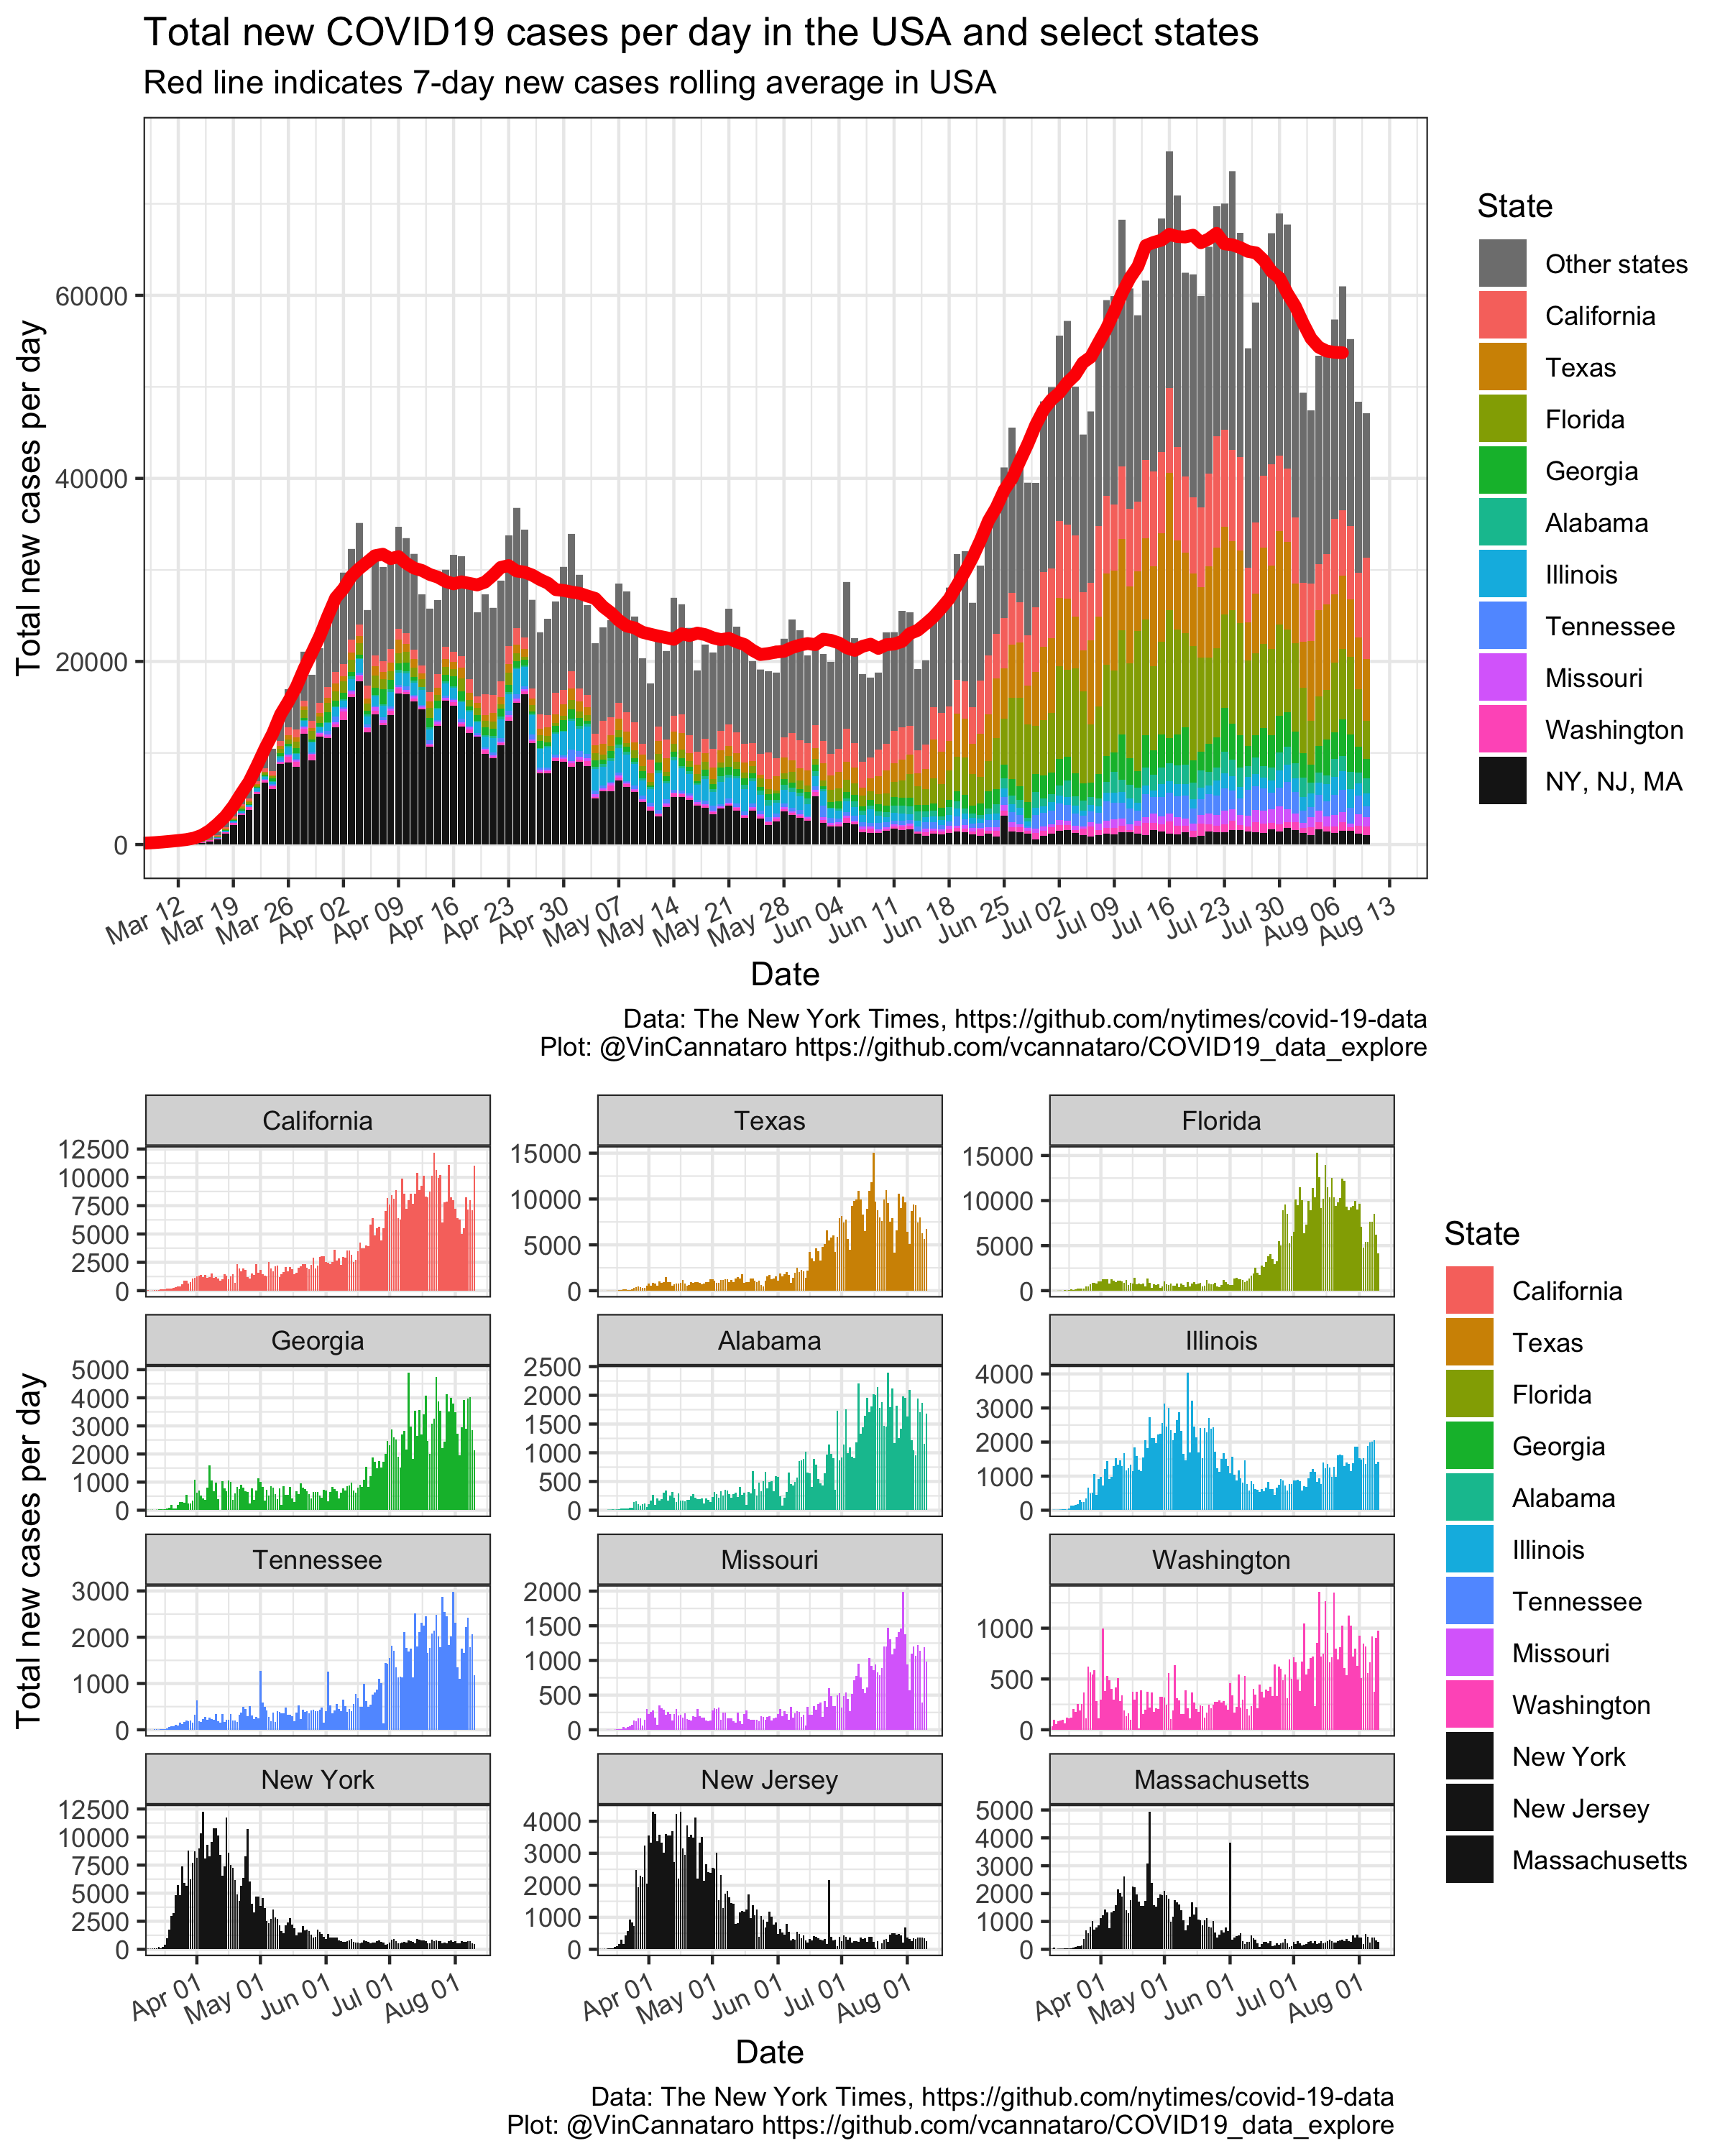 Total new COVID19 cases per day in the USA and select states
Red line indicates 7-day new cases rolling average in USA
Total new cases per day
60000
40000
20000
0
Mar 12
Mar 19
Mar 26
Apr 02
Apr 09
Apr 16
Apr 23
Apr 30
May 07
May 14
May 21
May 28
Jun 04
Jun 11
Jun 18
Jun 25
Jul 02
Jul 09
Jul 16
Jul 23
Jul 30
Aug 06
Aug 13
Date
State
Other states
California
Texas
Florida
Georgia
Alabama
Illinois
Tennessee
Missouri
Washington
NY, NJ, MA
Data: The New York Times, https://github.com/nytimes/covid-19-data
Plot: @VinCannataro https://github.com/vcannataro/COVID19_data_explore
Total new cases per day
California
12500
10000
7500
5000
2500
0
Texas
15000
10000
5000
0
Florida
15000
10000
5000
0
Georgia
5000
4000
3000
2000
1000
0
Alabama
2500
2000
1500
1000
500
0
Illinois
4000
3000
2000
1000
0
Tennessee
3000
2000
1000
0
Missouri
2000
1500
1000
500
0
Washington
1000
500
0
New York
12500
10000
7500
5000
2500
0
New Jersey
4000
3000
2000
1000
0
Massachusetts
5000
4000
3000
2000
1000
0
Apr 01
May 01
Jun 01
Jul 01
Aug 01
Apr 01
May 01
Jun 01
Jul 01
Aug 01
Apr 01
May 01
Jun 01
Jul 01
Aug 01
Date
State
California
Texas
Florida
Georgia
Alabama
Illinois
Tennessee
Missouri
Washington
New York
New Jersey
Massachusetts
Data: The New York Times, https://github.com/nytimes/covid-19-data
Plot: @VinCannataro https://github.com/vcannataro/COVID19_data_explore